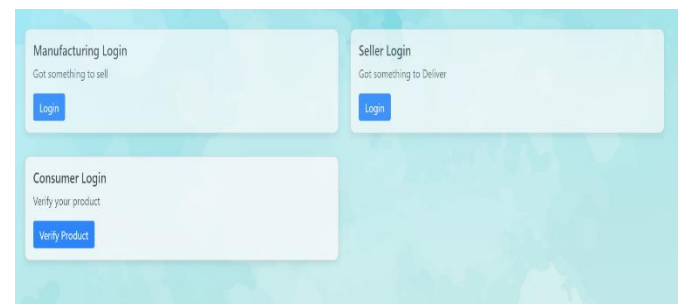 Manufacturing Login
Got something to sell
Login
Seller Login
Got something to Deliver
Login
Consumer Login
Verify your product
Verify Product